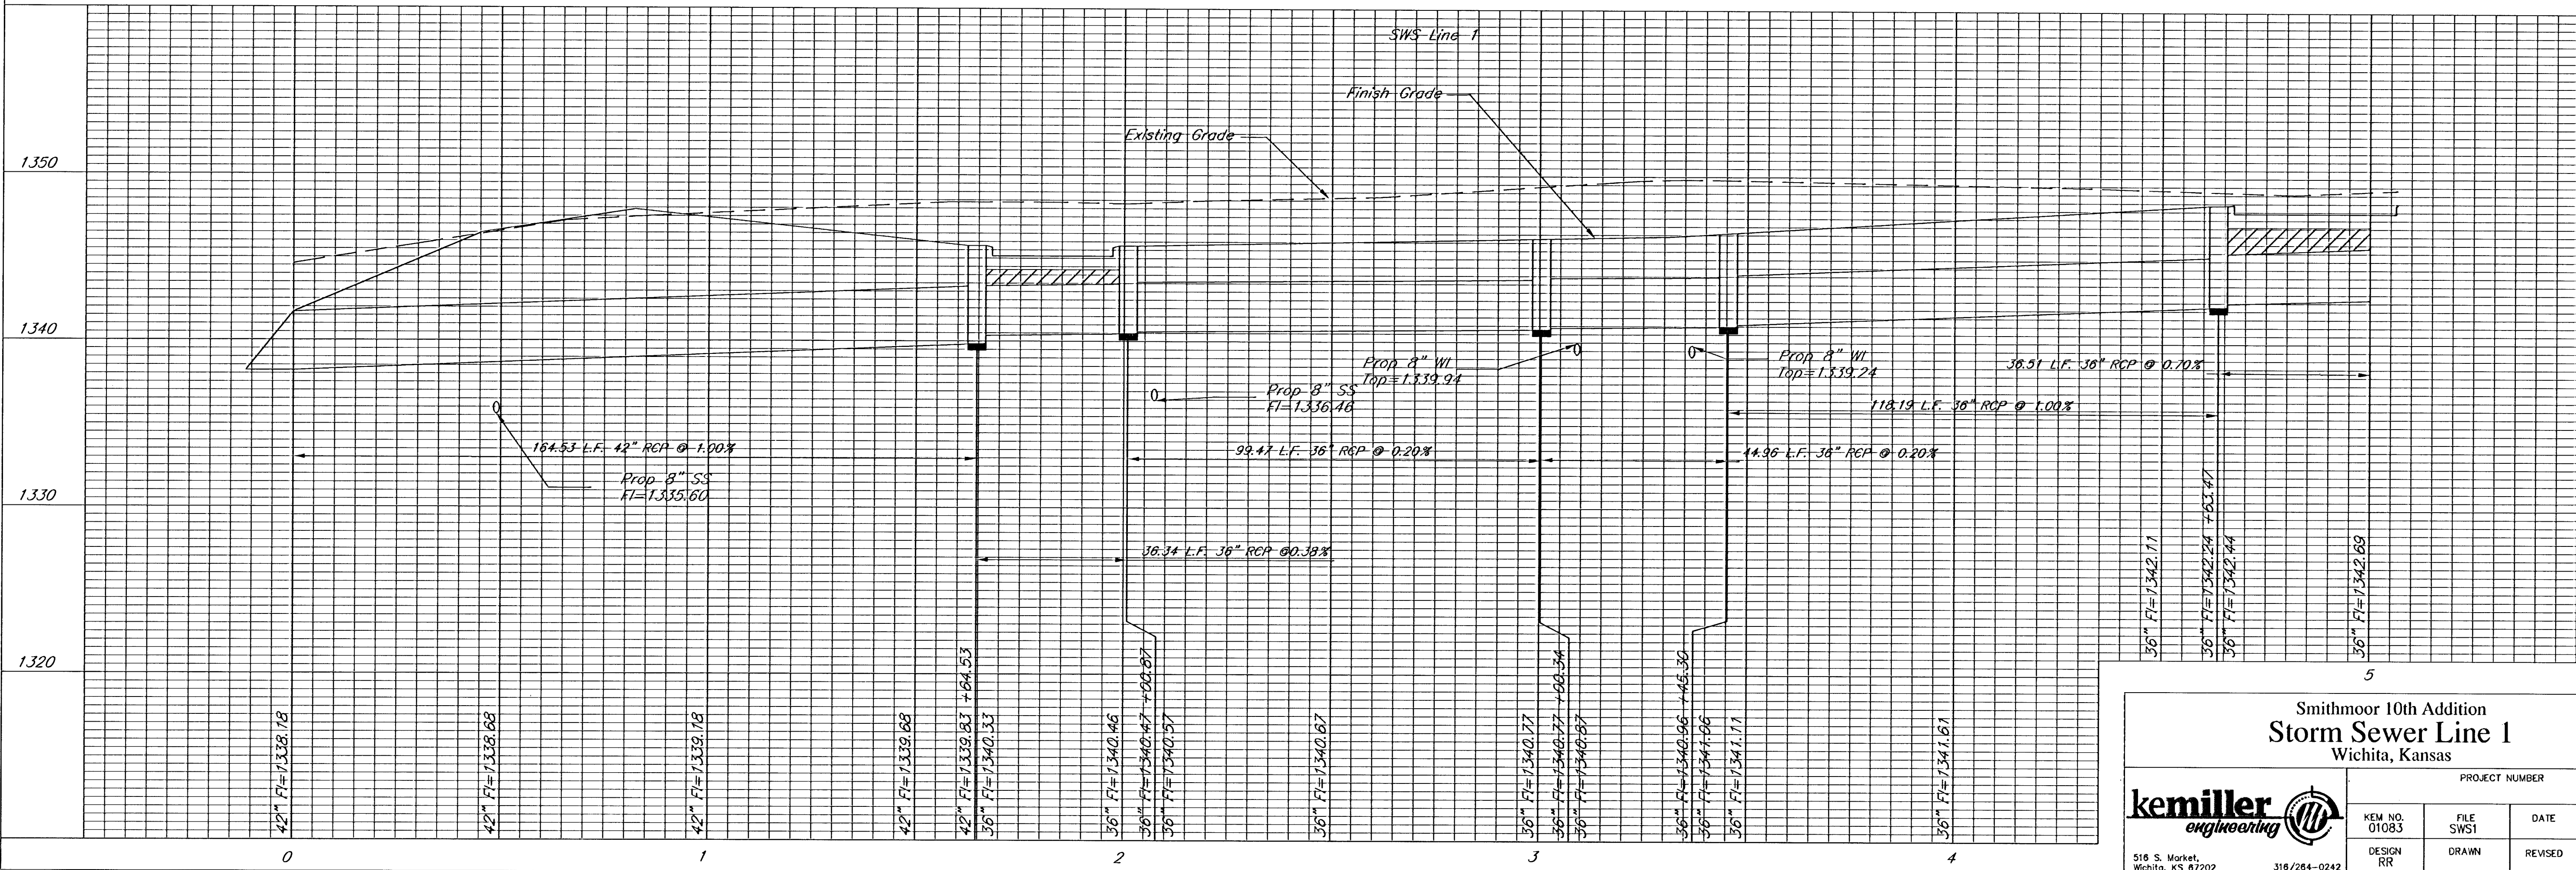 SWS Line 1
Finish Grade
Existing Grade
1350
1340
1330
1320
Prop 8" WL
Top=1339.94
Prop 8" WL
Top=1339.24
Prop 8" SS
Fl=1336.46
Prop 8" SS
Fl=1335.60
164.53 L.F. 42" RCP @ 1.00%
36.34 L.F. 36" RCP @0.38%
99.47 L.F. 36" RCP @ 0.20%
44.96 L.F. 36" RCP @ 0.20%
118.19 L.F. 36" RCP @ 1.00%
36.51 L.F. 36" RCP @ 0.70%
42" Fl=1338.18
42" Fl=1338.68
42" Fl=1339.18
42" Fl=1339.68
42" Fl=1339.83 +64.53
36" Fl=1340.33
36" Fl=1340.46
36" Fl=1340.47 +00.87
36" Fl=1340.57
36" Fl=1340.67
36" Fl=1340.77
36" Fl=1340.77 +00.34
36" Fl=1340.87
36" Fl=1340.96 +45.30
36" Fl=1341.06
36" Fl=1341.11
36" Fl=1341.61
36" Fl=1342.11
36" Fl=1342.24 +63.47
36" Fl=1342.44
36" Fl=1342.69
0
1
2
3
4
5
Smithmoor 10th Addition
Storm Sewer Line 1
Wichita, Kansas
kemiller
engineering
516 S. Market,
Wichita, KS 67202
316/264-0242
PROJECT NUMBER
KEM NO.
01083
FILE
SWS1
DATE
DESIGN
RR
DRAWN
REVISED